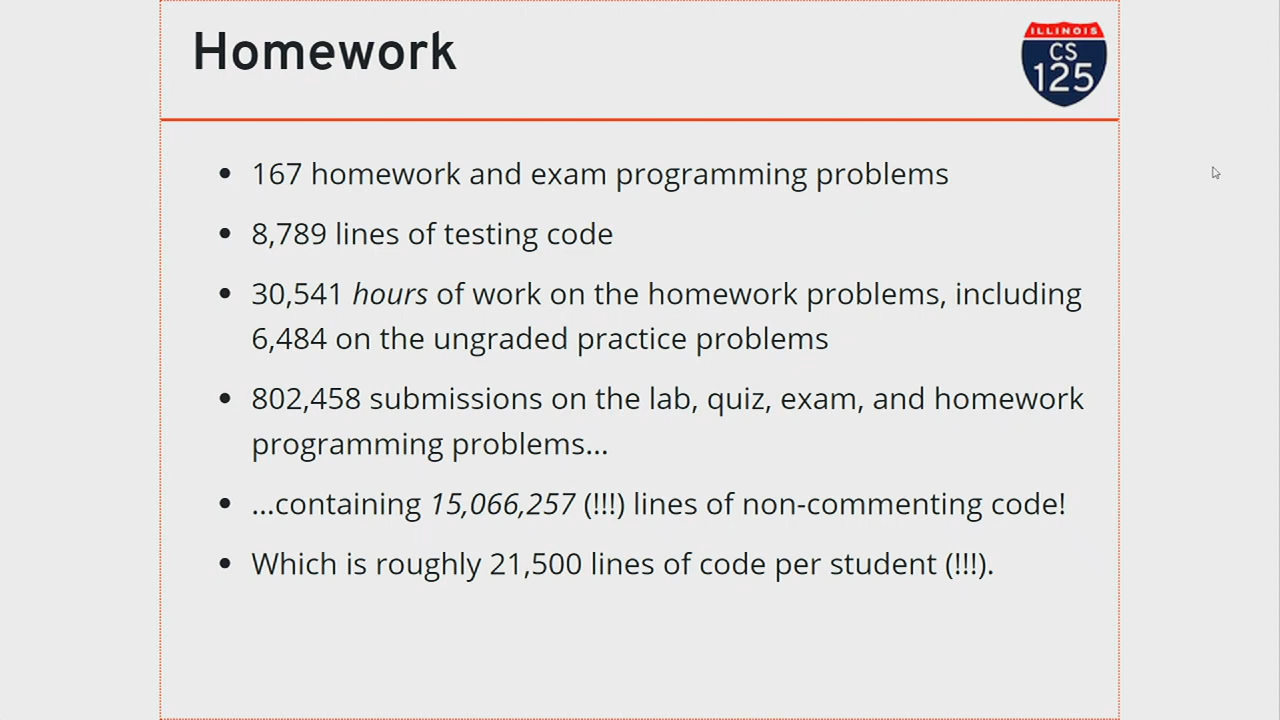 Homework
ILLINOIS
CS
125
• 167 homework and exam programming problems
• 8,789 lines of testing code
• 30,541 hours of work on the homework problems, including
6,484 on the ungraded practice problems
• 802,458 submissions on the lab, quiz, exam, and homework
programming problems...
• ...containing 15,066,257 (!!!) lines of non-commenting code!
• Which is roughly 21,500 lines of code per student (!!!).